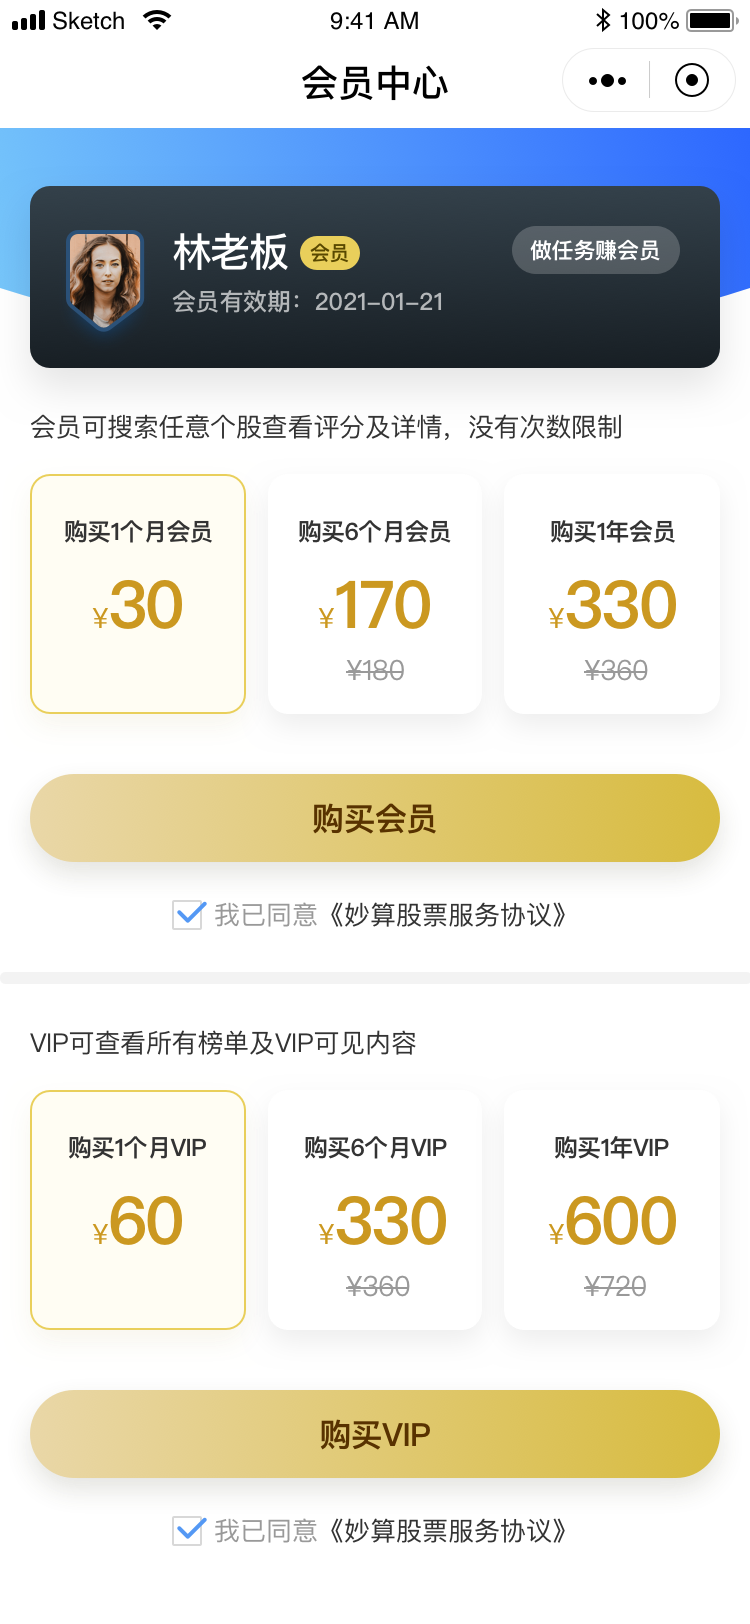 Sketch 9:41 AM 100%
会员中心
林老板 会员
做任务赚会员
会员有效期：2021-01-21
会员可搜索任意个股查看评分及详情，没有次数限制
购买1个月会员 购买6个月会员 购买1年会员
¥30 ¥170 ¥330
¥180 ¥360
购买会员
我已同意《妙算股票服务协议》
VIP可查看所有榜单及VIP可见内容
购买1个月VIP 购买6个月VIP 购买1年VIP
¥60 ¥330 ¥600
¥360 ¥720
购买VIP
我已同意《妙算股票服务协议》